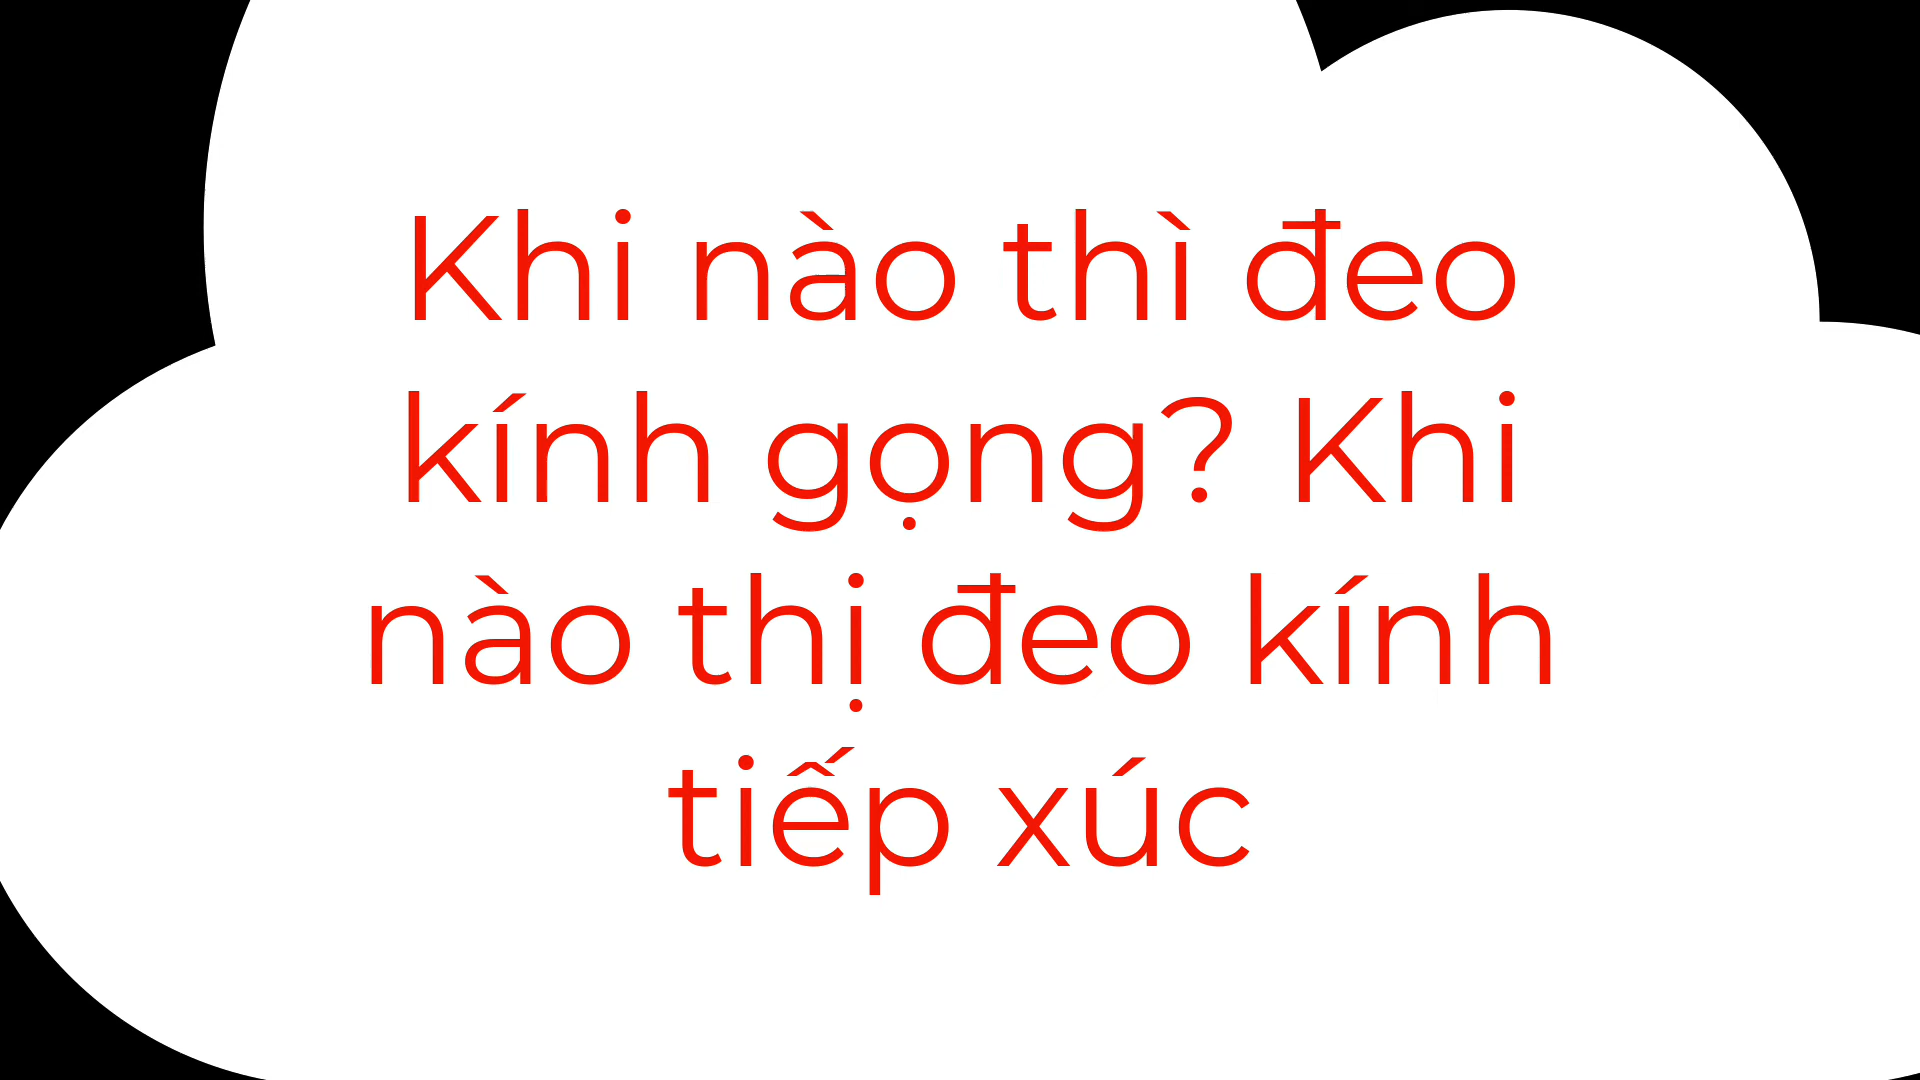 Khi nào thì đeo
kính gọng? Khi
nào thị đeo kính
tiếp xúc